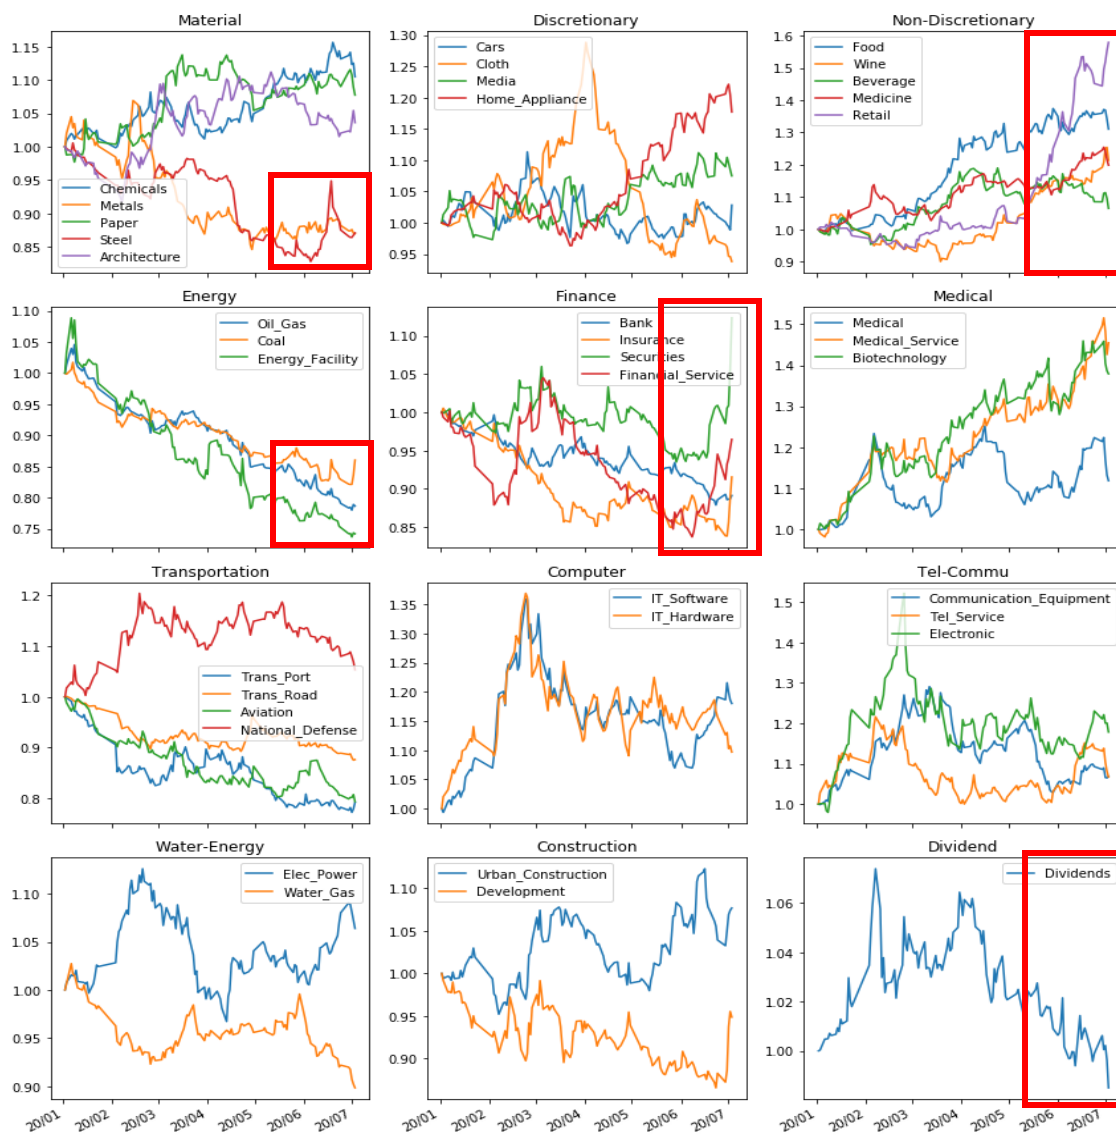 Material
1.15
1.10
1.05
1.00
0.95
0.90
0.85
Chemicals
Metals
Paper
Steel
Architecture
Discretionary
1.30
1.25
1.20
1.15
1.10
1.05
1.00
0.95
Cars
Cloth
Media
Home_Appliance
Non-Discretionary
1.6
1.5
1.4
1.3
1.2
1.1
1.0
0.9
Food
Wine
Beverage
Medicine
Retail
Energy
1.10
1.05
1.00
0.95
0.90
0.85
0.80
0.75
Oil_Gas
Coal
Energy_Facility
Finance
1.10
1.05
1.00
0.95
0.90
0.85
Bank
Insurance
Securities
Financial_Service
Medical
1.5
1.4
1.3
1.2
1.1
1.0
Medical
Medical_Service
Biotechnology
Transportation
1.2
1.1
1.0
0.9
0.8
Trans_Port
Trans_Road
Aviation
National_Defense
Computer
1.35
1.30
1.25
1.20
1.15
1.10
1.05
1.00
IT_Software
IT_Hardware
Tel-Commu
1.5
1.4
1.3
1.2
1.1
1.0
Communication_Equipment
Tel_Service
Electronic
Water-Energy
1.10
1.05
1.00
0.95
0.90
Elec_Power
Water_Gas
20/01
20/02
20/03
20/04
20/05
20/06
20/07
Construction
1.10
1.05
1.00
0.95
0.90
Urban_Construction
Development
20/01
20/02
20/03
20/04
20/05
20/06
20/07
Dividend
1.06
1.04
1.02
1.00
Dividends
20/01
20/02
20/03
20/04
20/05
20/06
20/07